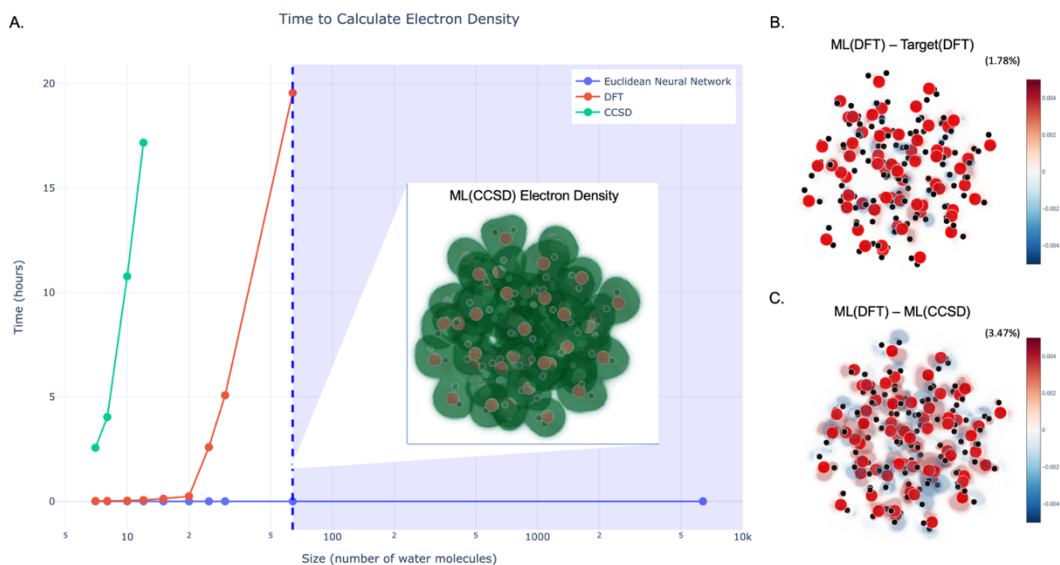 A.
Time to Calculate Electron Density
Euclidean Neural Network
DFT
CCSD
20
15
10
5
0
Time (hours)
ML(CCSD) Electron Density
5
10
2
5
100
2
5
1000
2
5
10k
Size (number of water molecules)
B.
ML(DFT) – Target(DFT)
(1.78%)
0.004
0.002
0
−0.002
−0.004
C.
ML(DFT) – ML(CCSD)
(3.47%)
0.004
0.002
0
−0.002
−0.004